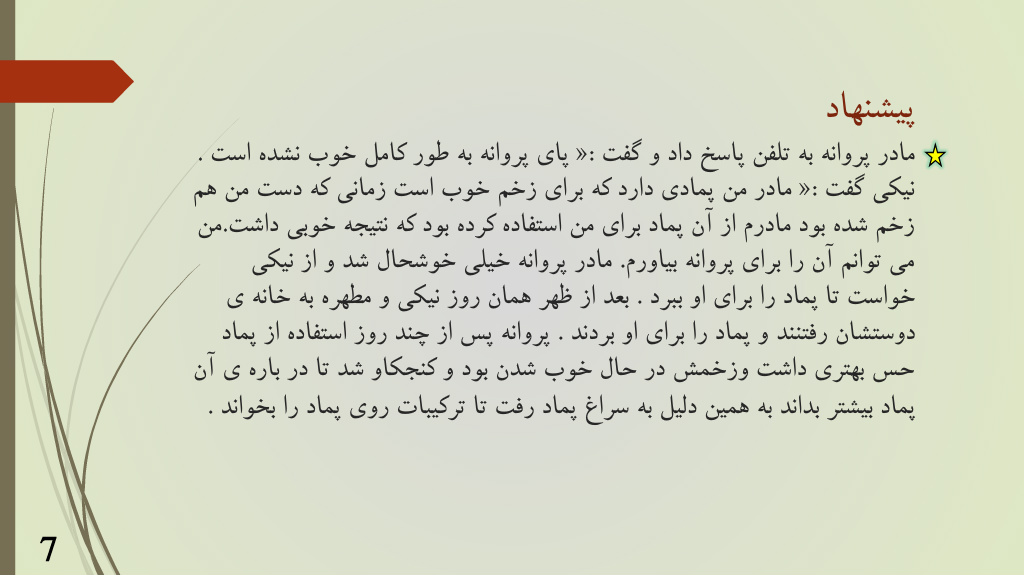 پیشنهاد
مادر پروانه به تلفن پاسخ داد و گفت :« پای پروانه به طور کامل خوب نشده است .
نیکی گفت :« مادر من پمادی دارد که برای زخم خوب است زمانی که دست من هم
زخم شده بود مادرم از آن پماد برای من استفاده کرده بود که نتیجه خوبی داشت.من
می توانم آن را برای پروانه بیاورم. مادر پروانه خیلی خوشحال شد و از نیکی
خواست تا پماد را برای او ببرد . بعد از ظهر همان روز نیکی و مطهره به خانه ی
دوستشان رفتنند و پماد را برای او بردند . پروانه پس از چند روز استفاده از پماد
حس بهتری داشت وزخمش در حال خوب شدن بود و کنجکاو شد تا در باره ی آن
پماد بیشتر بداند به همین دلیل به سراغ پماد رفت تا ترکیبات روی پماد را بخواند .
7